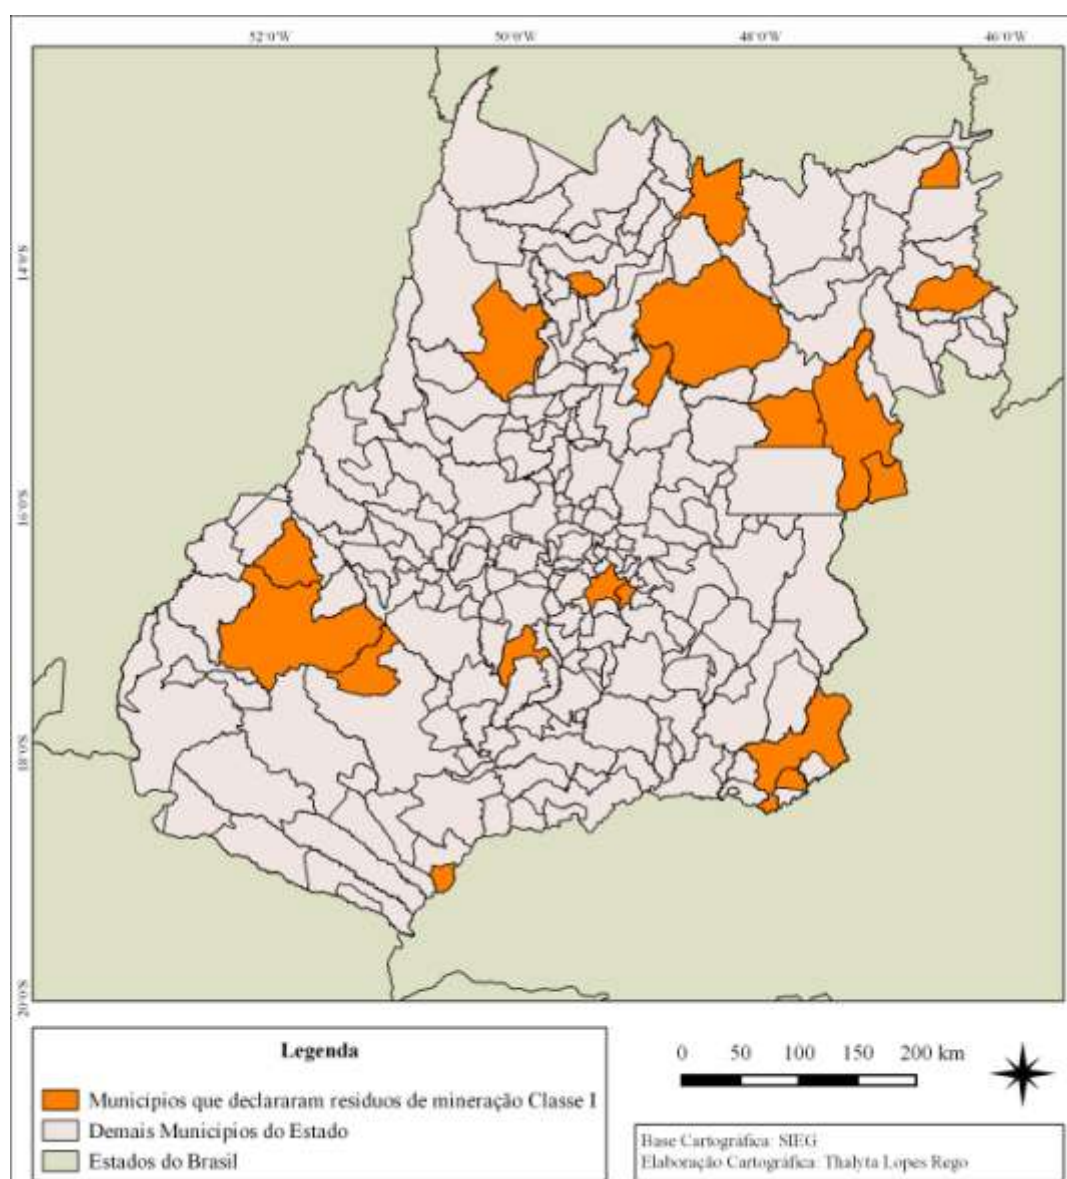 52°0'W 50°0'W 48°0'W 46°0'W
14°0'S
16°0'S
18°0'S
20°0'S
Legenda
Municípios que declararam resíduos de mineração Classe I
Demais Municípios do Estado
Estados do Brasil
0 50 100 150 200 km
Base Cartográfica: SIEG
Elaboração Cartográfica: Thalyta Lopes Rego